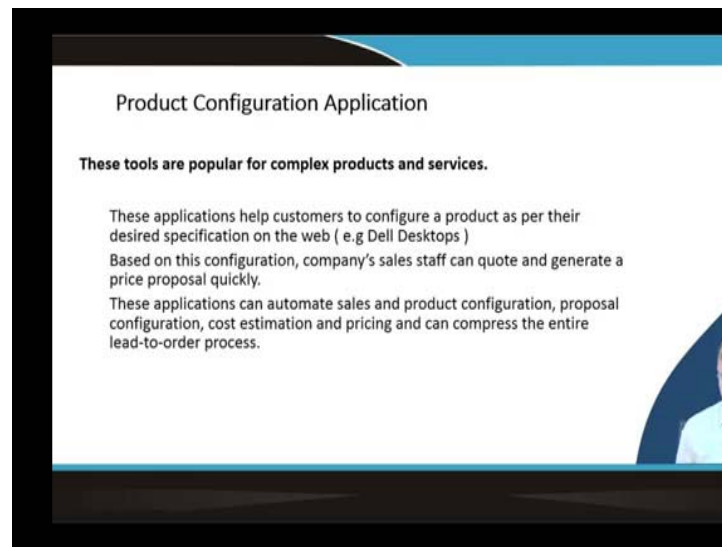 Product Configuration Application
These tools are popular for complex products and services.
These applications help customers to configure a product as per their
desired specification on the web ( e.g Dell Desktops )
Based on this configuration, company's sales staff can quote and generate a
price proposal quickly.
These applications can automate sales and product configuration, proposal
configuration, cost estimation and pricing and can compress the entire
lead-to-order process.